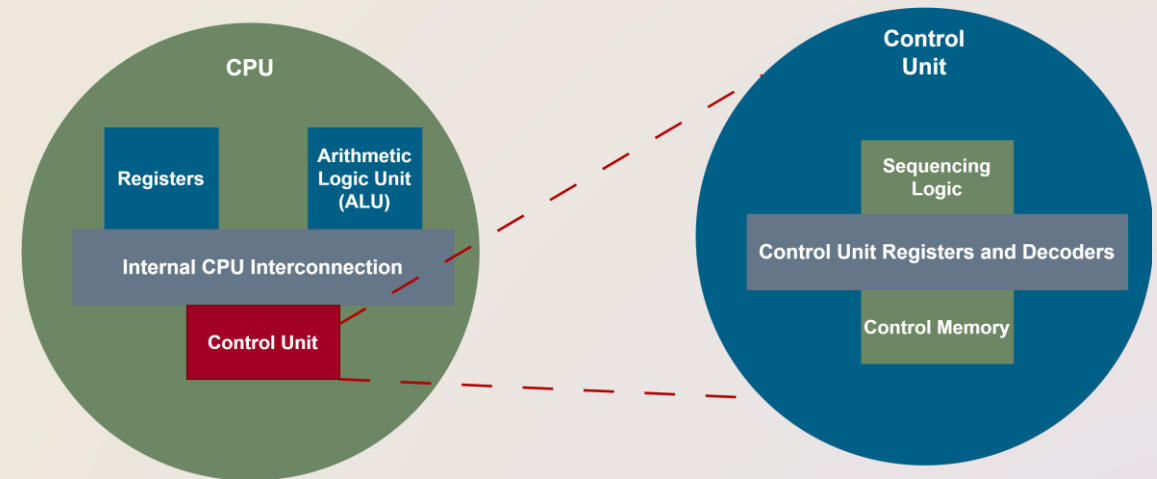 CPU
Registers
Arithmetic
Logic Unit
(ALU)
Internal CPU Interconnection
Control Unit
Control
Unit
Sequencing
Logic
Control Unit Registers and Decoders
Control Memory